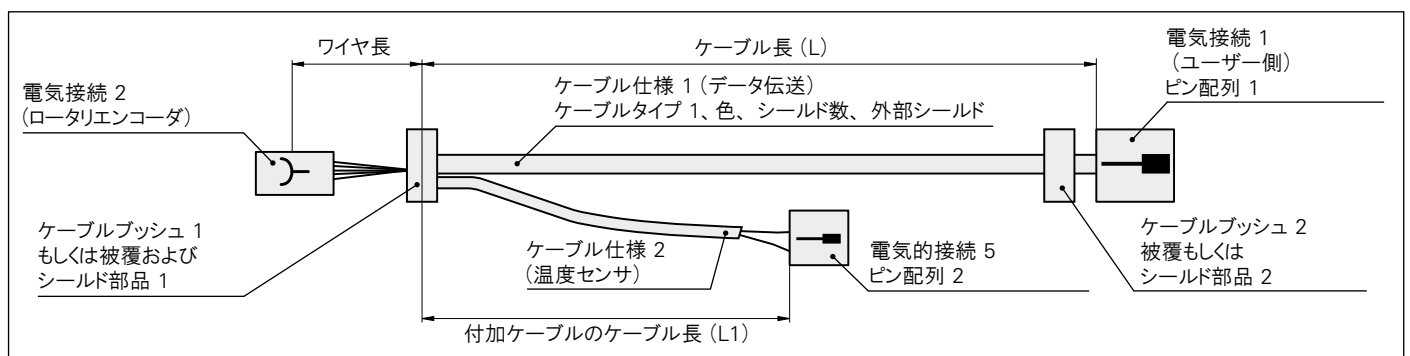 ワイヤ長
ケーブル長 (L)
電気接続 1
(ユーザー側)
ピン配列 1
電気接続 2
(ロータリエンコーダ)
ケーブル仕様 1 (データ伝送)
ケーブルタイプ 1、色、シールド数、外部シールド
ケーブルブッシュ 1
もしくは被覆および
シールド部品 1
ケーブル仕様 2
(温度センサ)
電気的接続 5
ピン配列 2
ケーブルブッシュ 2
被覆もしくは
シールド部品 2
付加ケーブルのケーブル長 (L1)